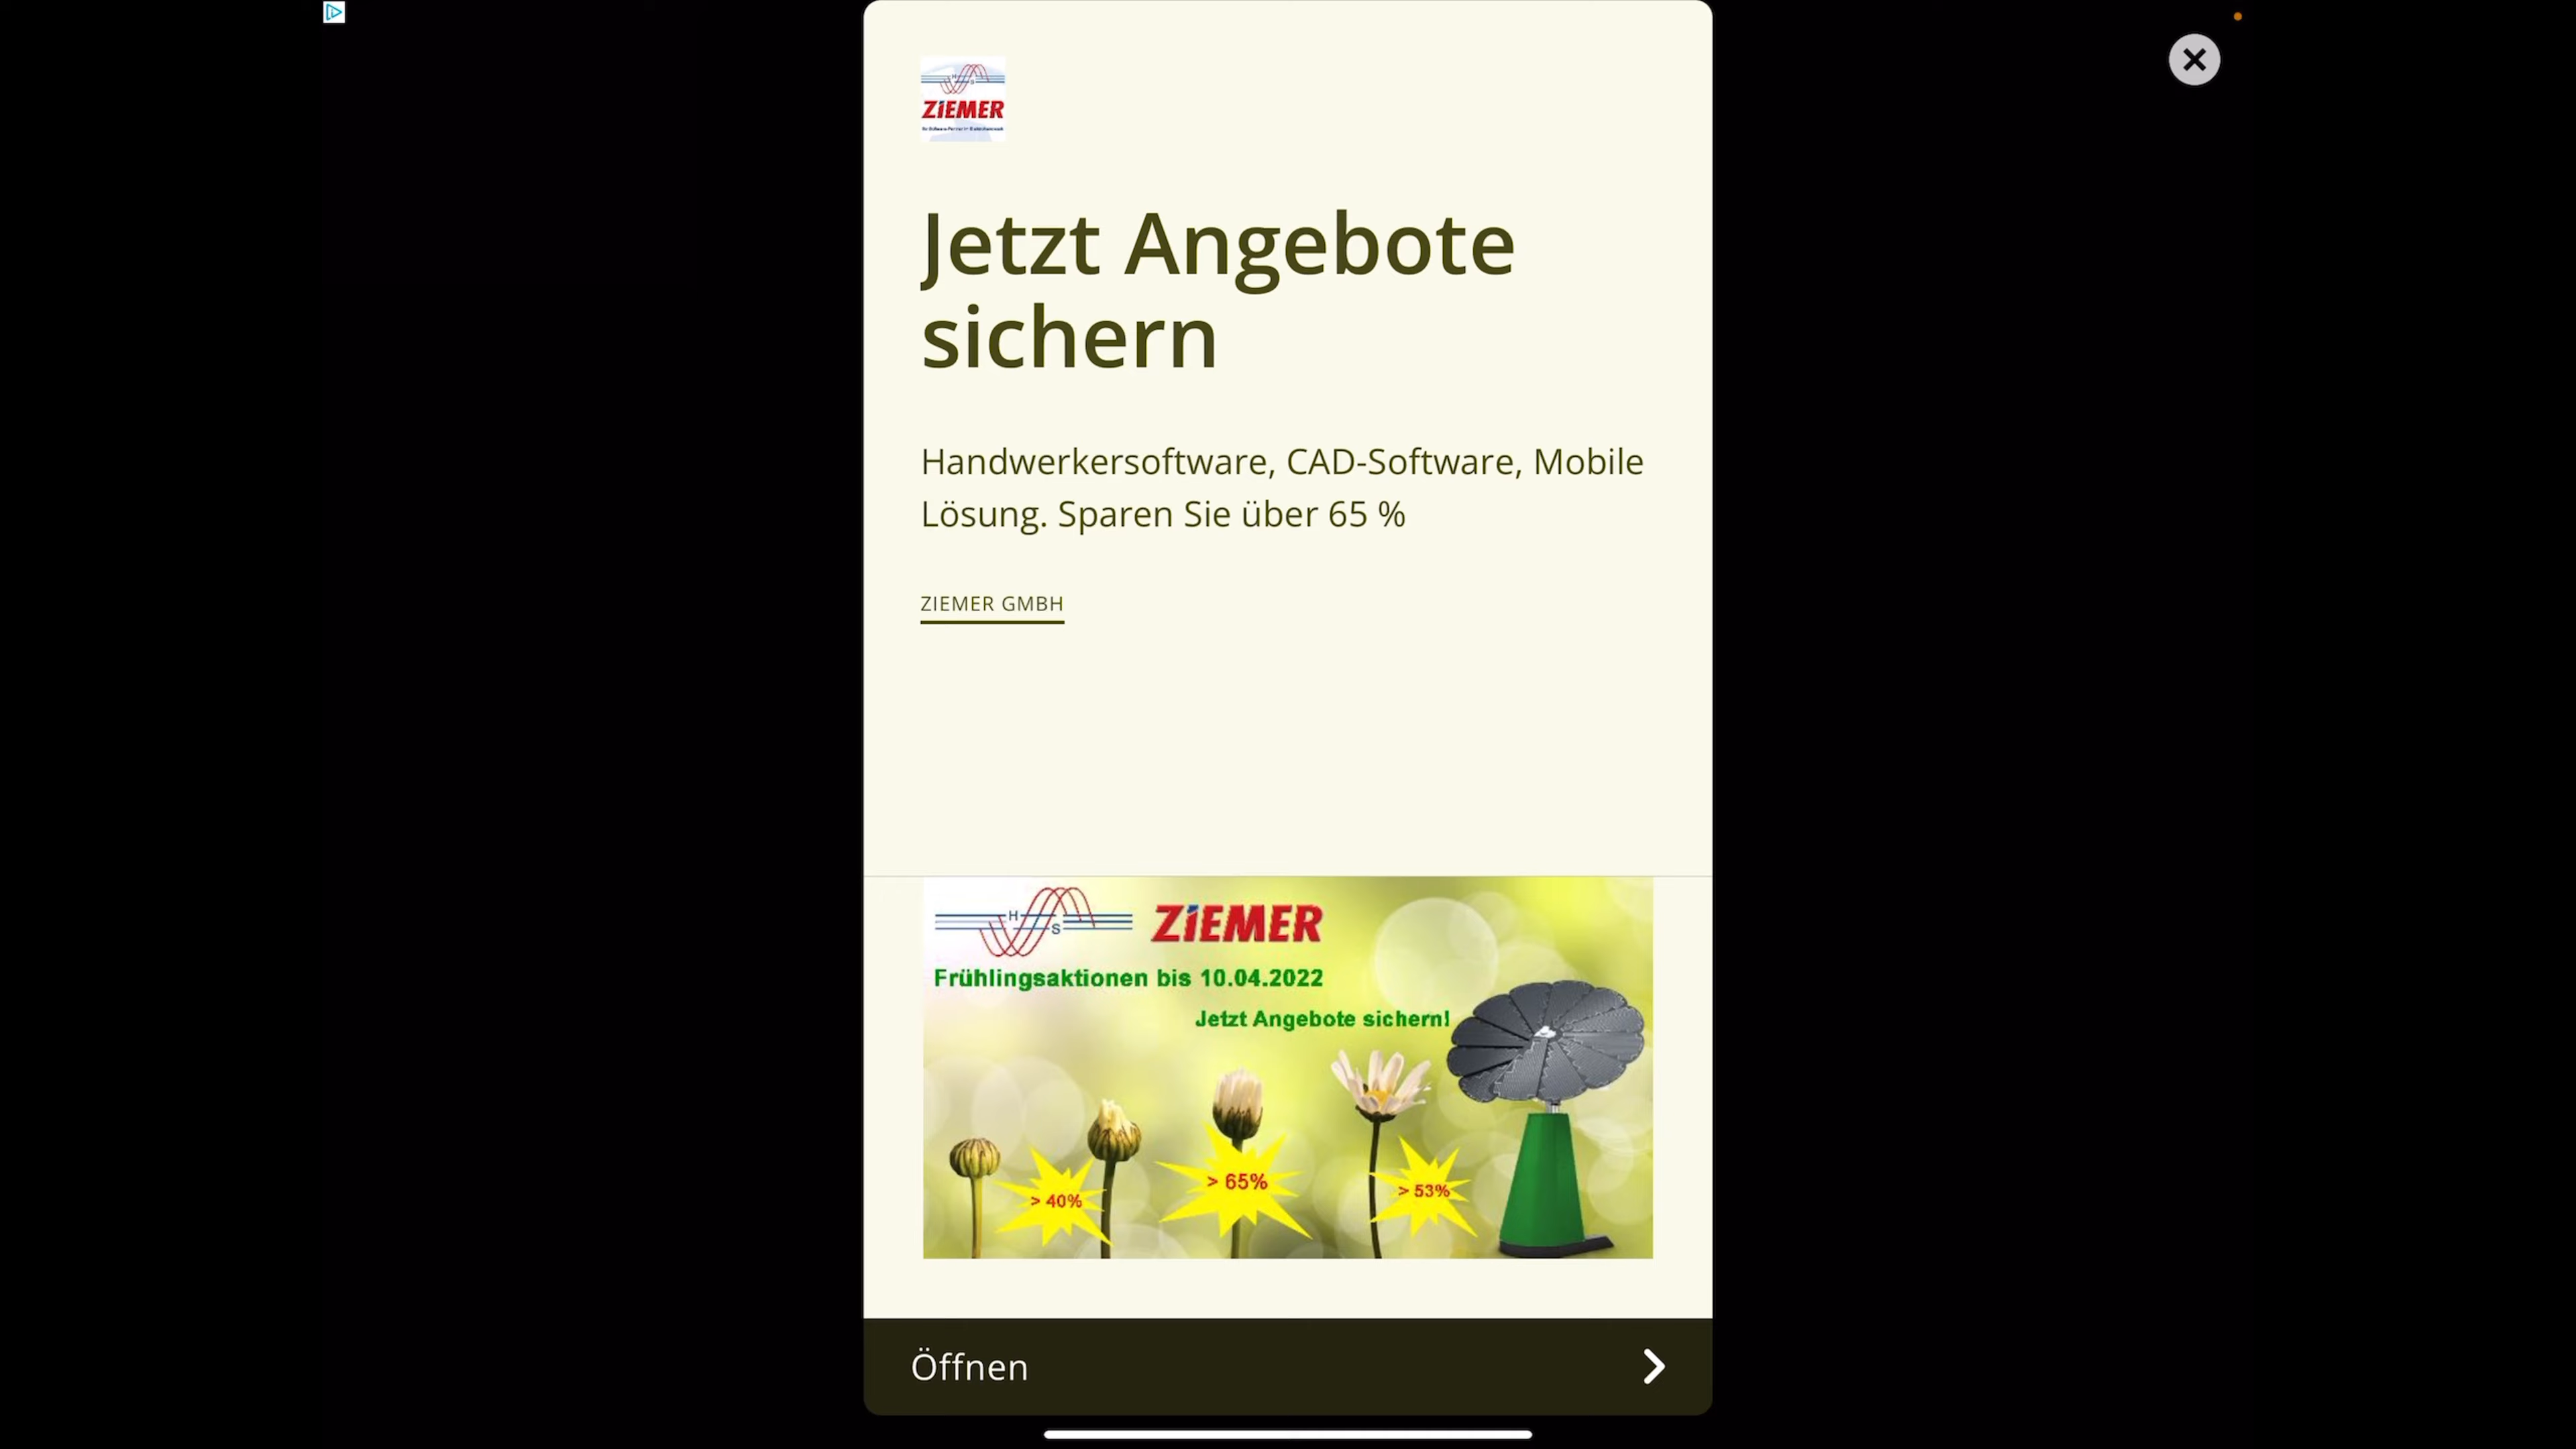 ZIEMER
Jetzt Angebote
sichern
Handwerkersoftware, CAD-Software, Mobile
Lösung. Sparen Sie über 65 %
ZIEMER GMBH
H
S
ZIEMER
Frühlingsaktionen bis 10.04.2022
Jetzt Angebote sichern!
> 40%
> 65%
> 53%
Öffnen